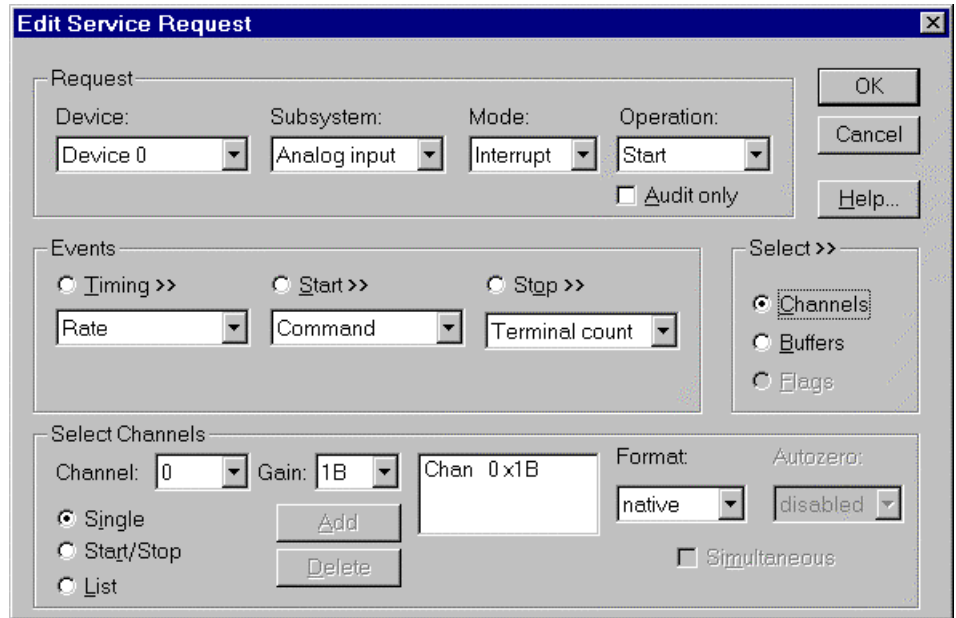 Edit Service Request
Request
OK
Device:
Subsystem:
Mode:
Operation:
Device 0
Analog input
Interrupt
Start
Cancel
Audit only
Help...
Events
Select >>
Timing >>
Start >>
Stop >>
Channels
Rate
Command
Terminal count
Buffers
Flags
Select Channels
Channel: 0
Gain: 1B
Chan 0x1B
Format:
Autozero:
native
disabled
Single
Add
Start/Stop
Simultaneous
Delete
List